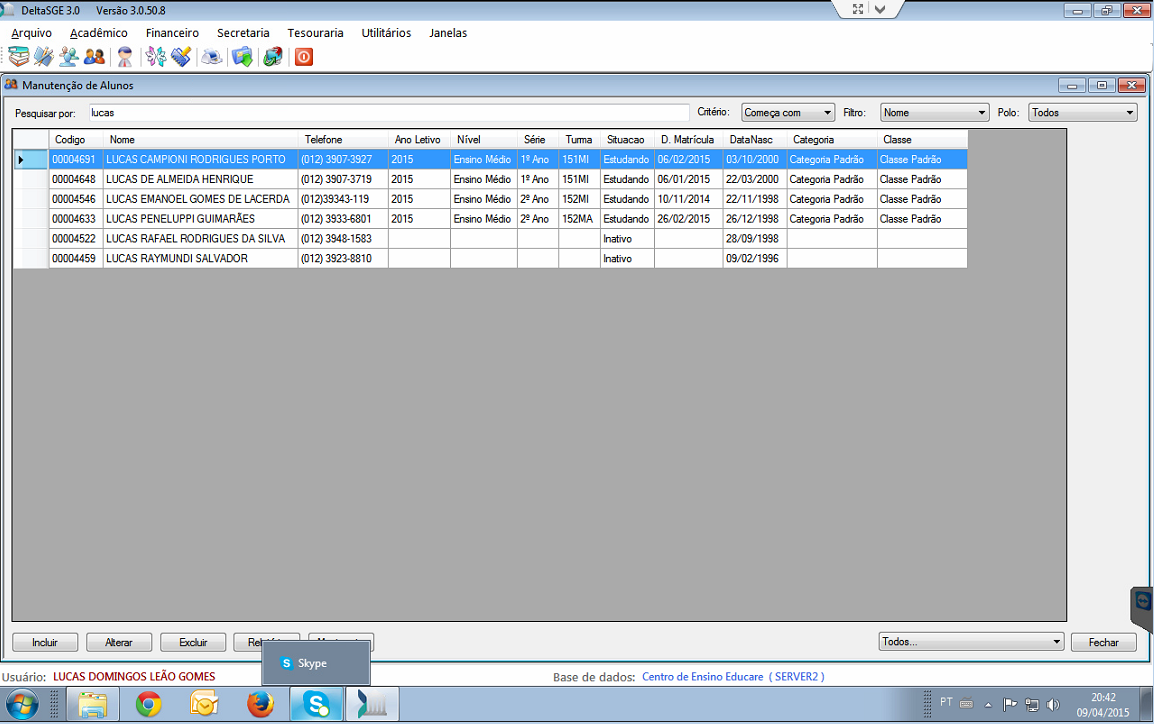 DeltaSGE 3.0 Versão 3.0.50.8
Arquivo Acadêmico Financeiro Secretaria Tesouraria Utilitários Janelas
Manutenção de Alunos
Pesquisar por: lucas Critério: Começa com Filtro: Nome Polo: Todos
Codigo Nome Telefone Ano Letivo Nível Série Turma Situacao D. Matrícula DataNasc Categoria Classe
00004691 LUCAS CAMPIONI RODRIGUES PORTO (012) 3907-3927 2015 Ensino Médio 1º Ano 151MI Estudando 06/02/2015 03/10/2000 Categoria Padrão Classe Padrão
00004648 LUCAS DE ALMEIDA HENRIQUE (012) 3907-3719 2015 Ensino Médio 1º Ano 151MI Estudando 06/01/2015 22/03/2000 Categoria Padrão Classe Padrão
00004546 LUCAS EMANOEL GOMES DE LACERDA (012)39343-119 2015 Ensino Médio 2º Ano 152MI Estudando 10/11/2014 22/11/1998 Categoria Padrão Classe Padrão
00004633 LUCAS PENELUPPI GUIMARÃES (012) 3933-6801 2015 Ensino Médio 2º Ano 152MA Estudando 26/02/2015 26/12/1998 Categoria Padrão Classe Padrão
00004522 LUCAS RAFAEL RODRIGUES DA SILVA (012) 3948-1583 Inativo 28/09/1998
00004459 LUCAS RAYMUNDI SALVADOR (012) 3923-8810 Inativo 09/02/1996
Incluir Alterar Excluir Todos... Fechar
Skype
Usuário: LUCAS DOMINGOS LEÃO GOMES Base de dados: Centro de Ensino Educare ( SERVER2 )
PT 20:42
09/04/2015